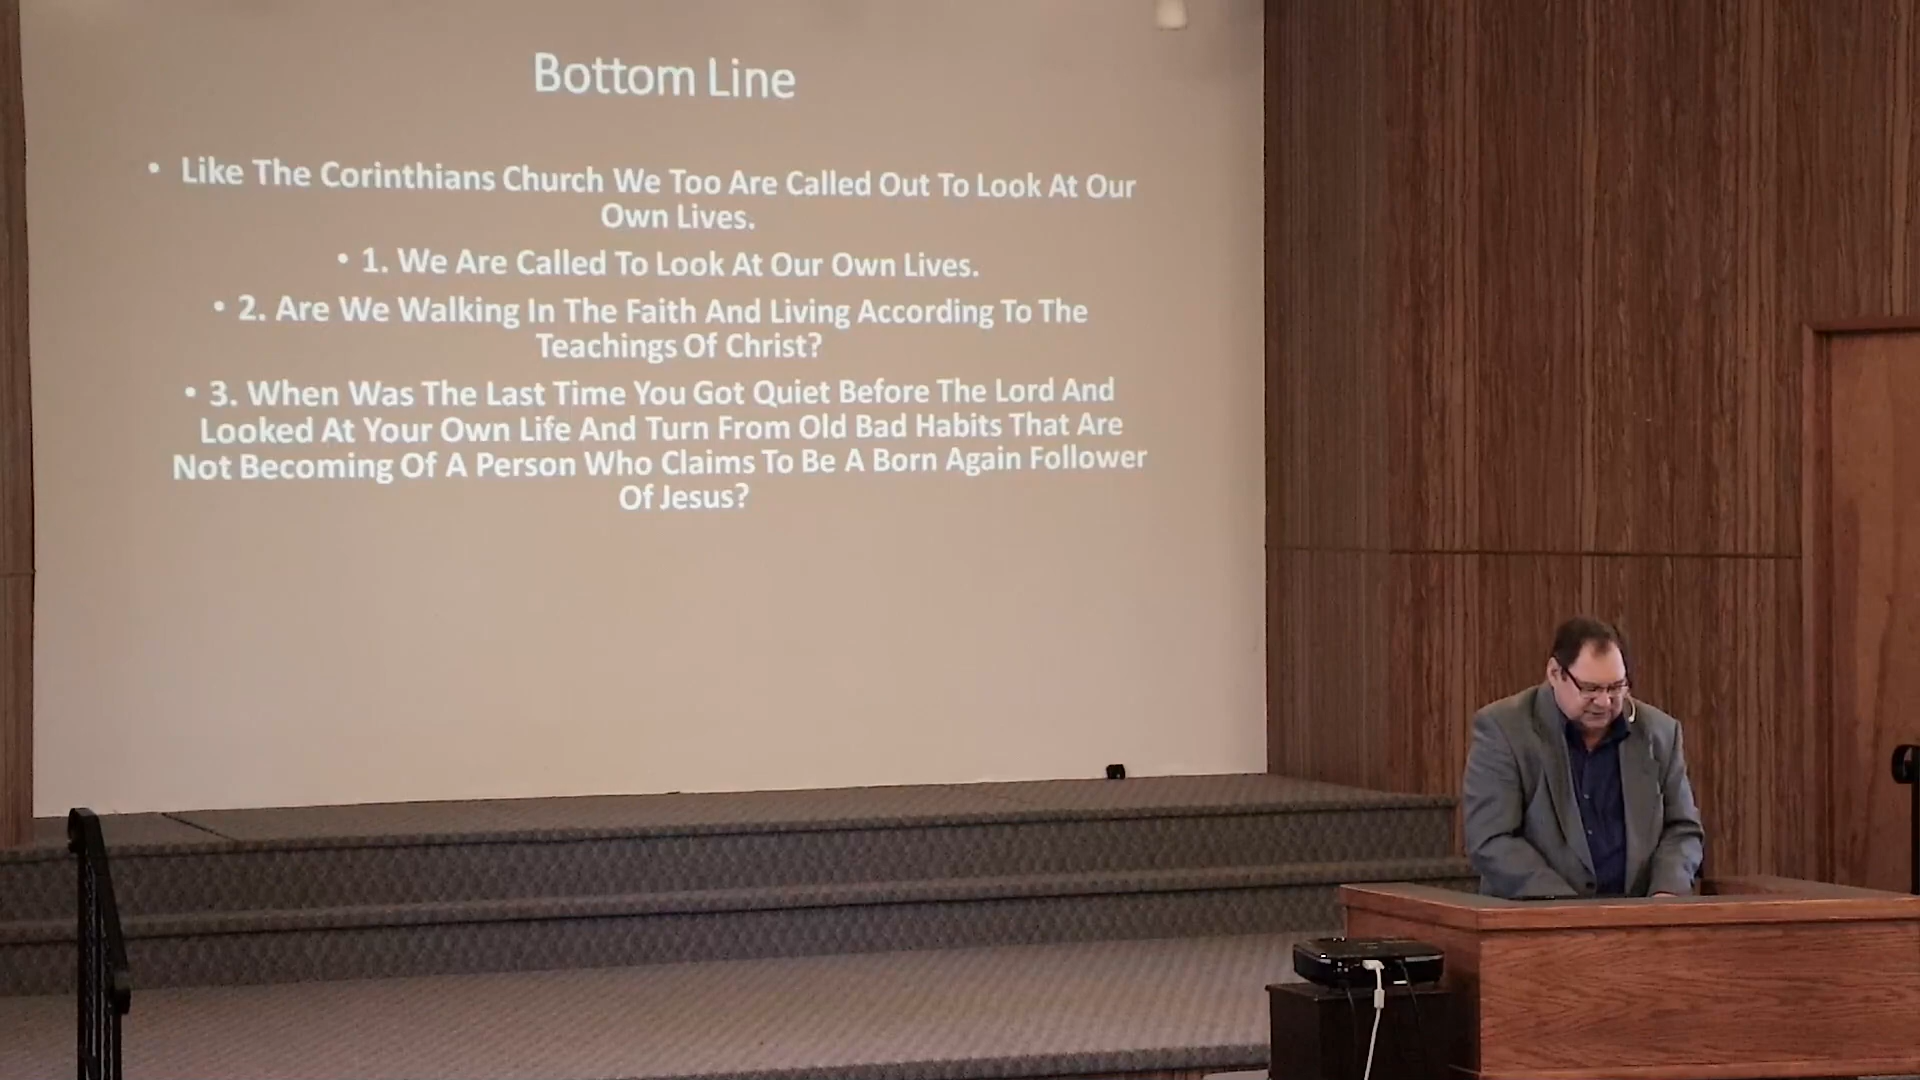 Bottom Line
• Like The Corinthians Church We Too Are Called Out To Look At Our
Own Lives.
• 1. We Are Called To Look At Our Own Lives.
• 2. Are We Walking In The Faith And Living According To The
Teachings Of Christ?
• 3. When Was The Last Time You Got Quiet Before The Lord And
Looked At Your Own Life And Turn From Old Bad Habits That Are
Not Becoming Of A Person Who Claims To Be A Born Again Follower
Of Jesus?